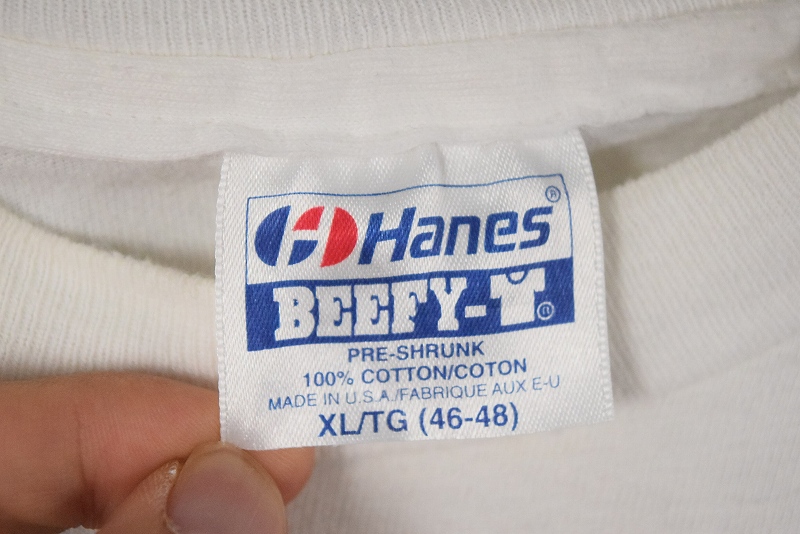 Hanes®
BEEFY-T®
PRE-SHRUNK
100% COTTON/COTON
MADE IN U.S.A./FABRIQUE AUX E-U
XL/TG (46-48)